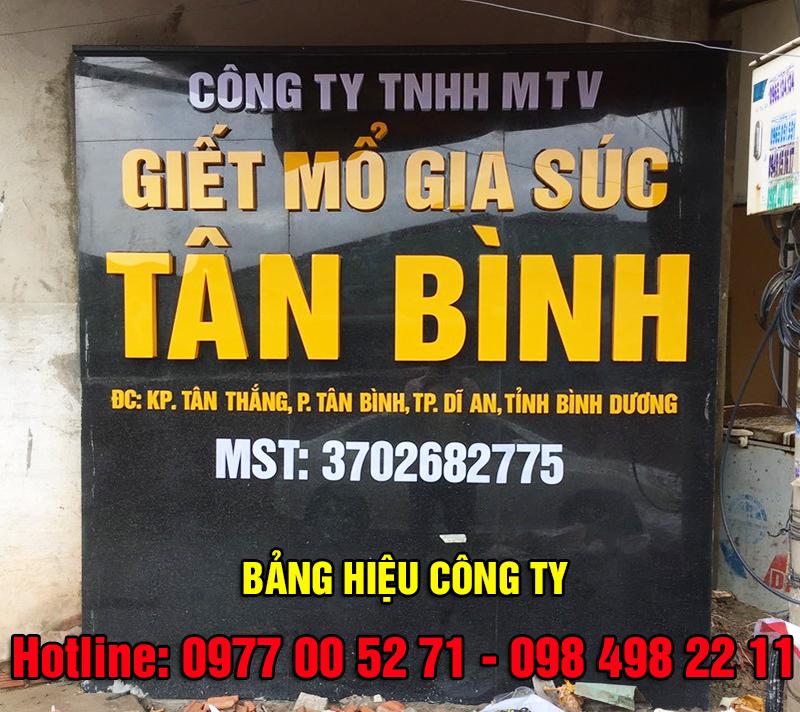 CÔNG TY TNHH MTV
GIẾT MỔ GIA SÚC
TÂN BÌNH
ĐC: KP. TÂN THẮNG, P. TÂN BÌNH, TP. DĨ AN, TỈNH BÌNH DƯƠNG
MST: 3702682775
BẢNG HIỆU CÔNG TY
Hotline: 0977 00 52 71 - 098 498 22 11